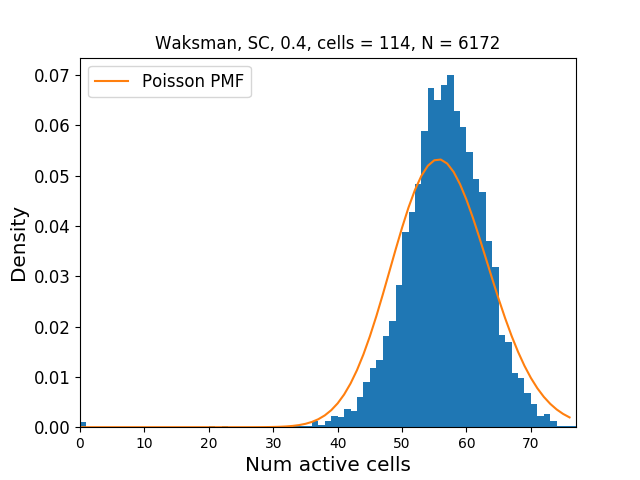 Waksman, SC, 0.4, cells = 114, N = 6172
Poisson PMF
0.07
0.06
0.05
0.04
0.03
0.02
0.01
0.00
Density
0 10 20 30 40 50 60 70
Num active cells